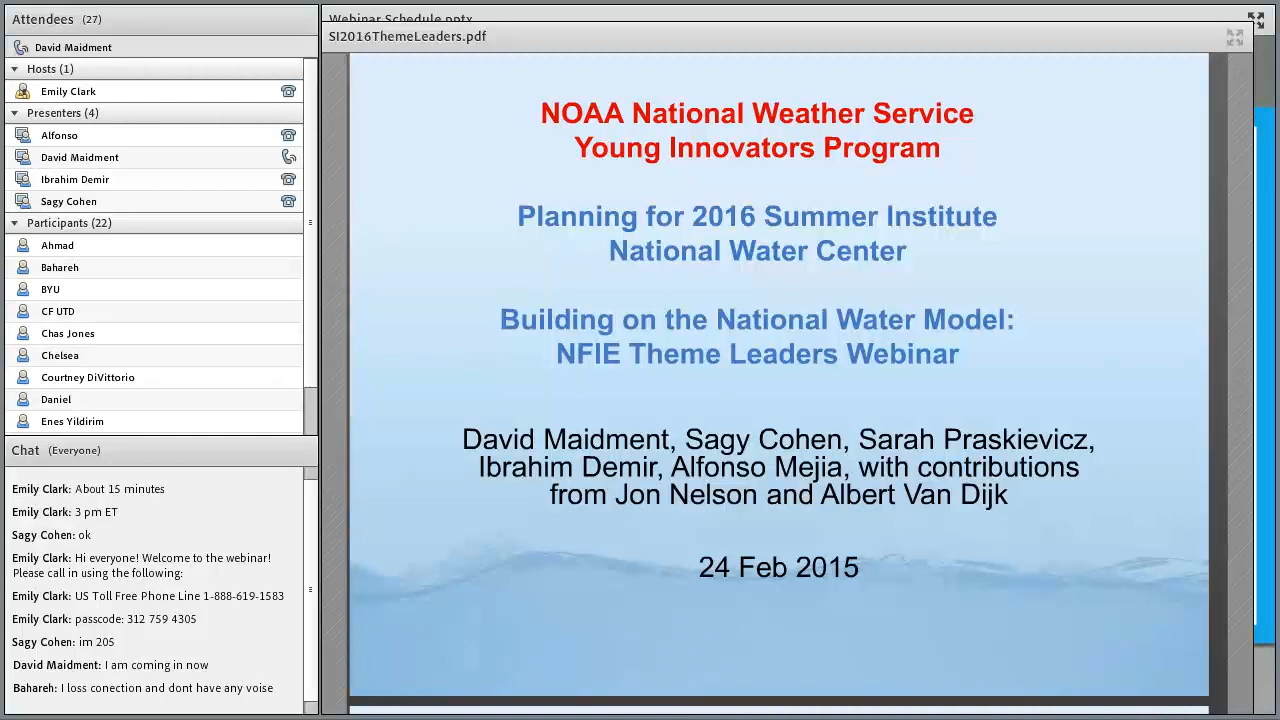 Attendees (27)
David Maidment
Hosts (1)
Emily Clark
Presenters (4)
Alfonso
David Maidment
Ibrahim Demir
Sagy Cohen
Participants (22)
Ahmad
Bahareh
BYU
CF UTD
Chas Jones
Chelsea
Courtney DiVittorio
Daniel
Enes Yildirim
Chat (Everyone)
Emily Clark: About 15 minutes
Emily Clark: 3 pm ET
Sagy Cohen: ok
Emily Clark: Hi everyone! Welcome to the webinar!
Please call in using the following:
Emily Clark: US Toll Free Phone Line 1-888-619-1583
Emily Clark: passcode: 312 759 4305
Sagy Cohen: im 205
David Maidment: I am coming in now
Bahareh: I loss conection and dont have any voise
Webinar Schedule.pptx
SI2016ThemeLeaders.pdf
NOAA National Weather Service
Young Innovators Program
Planning for 2016 Summer Institute
National Water Center
Building on the National Water Model:
NFIE Theme Leaders Webinar
David Maidment, Sagy Cohen, Sarah Praskievicz,
Ibrahim Demir, Alfonso Mejia, with contributions
from Jon Nelson and Albert Van Dijk
24 Feb 2015